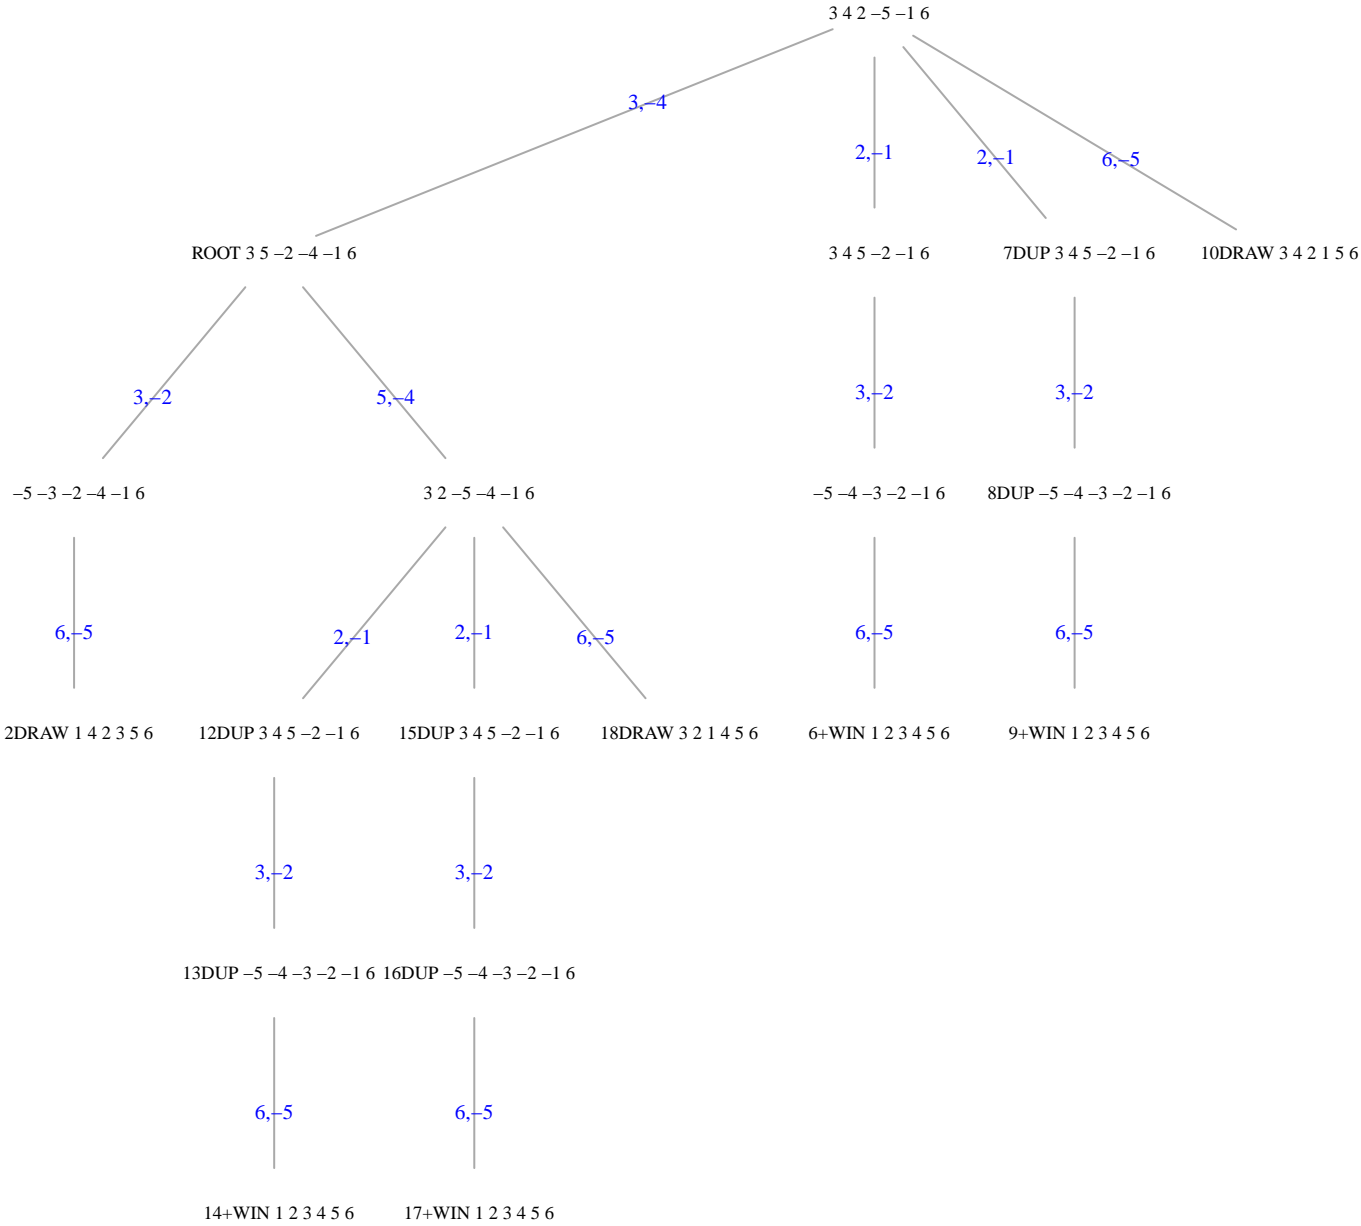 3 4 2 –5 –1 6
3,–4
2,–1
2,–1
6,–5
ROOT 3 5 –2 –4 –1 6
3 4 5 –2 –1 6
7DUP 3 4 5 –2 –1 6
10DRAW 3 4 2 1 5 6
3,–2
5,–4
3,–2
3,–2
–5 –3 –2 –4 –1 6
3 2 –5 –4 –1 6
–5 –4 –3 –2 –1 6
8DUP –5 –4 –3 –2 –1 6
6,–5
2,–1
2,–1
6,–5
6,–5
6,–5
2DRAW 1 4 2 3 5 6
12DUP 3 4 5 –2 –1 6
15DUP 3 4 5 –2 –1 6
18DRAW 3 2 1 4 5 6
6+WIN 1 2 3 4 5 6
9+WIN 1 2 3 4 5 6
3,–2
3,–2
13DUP –5 –4 –3 –2 –1 6
16DUP –5 –4 –3 –2 –1 6
6,–5
6,–5
14+WIN 1 2 3 4 5 6
17+WIN 1 2 3 4 5 6